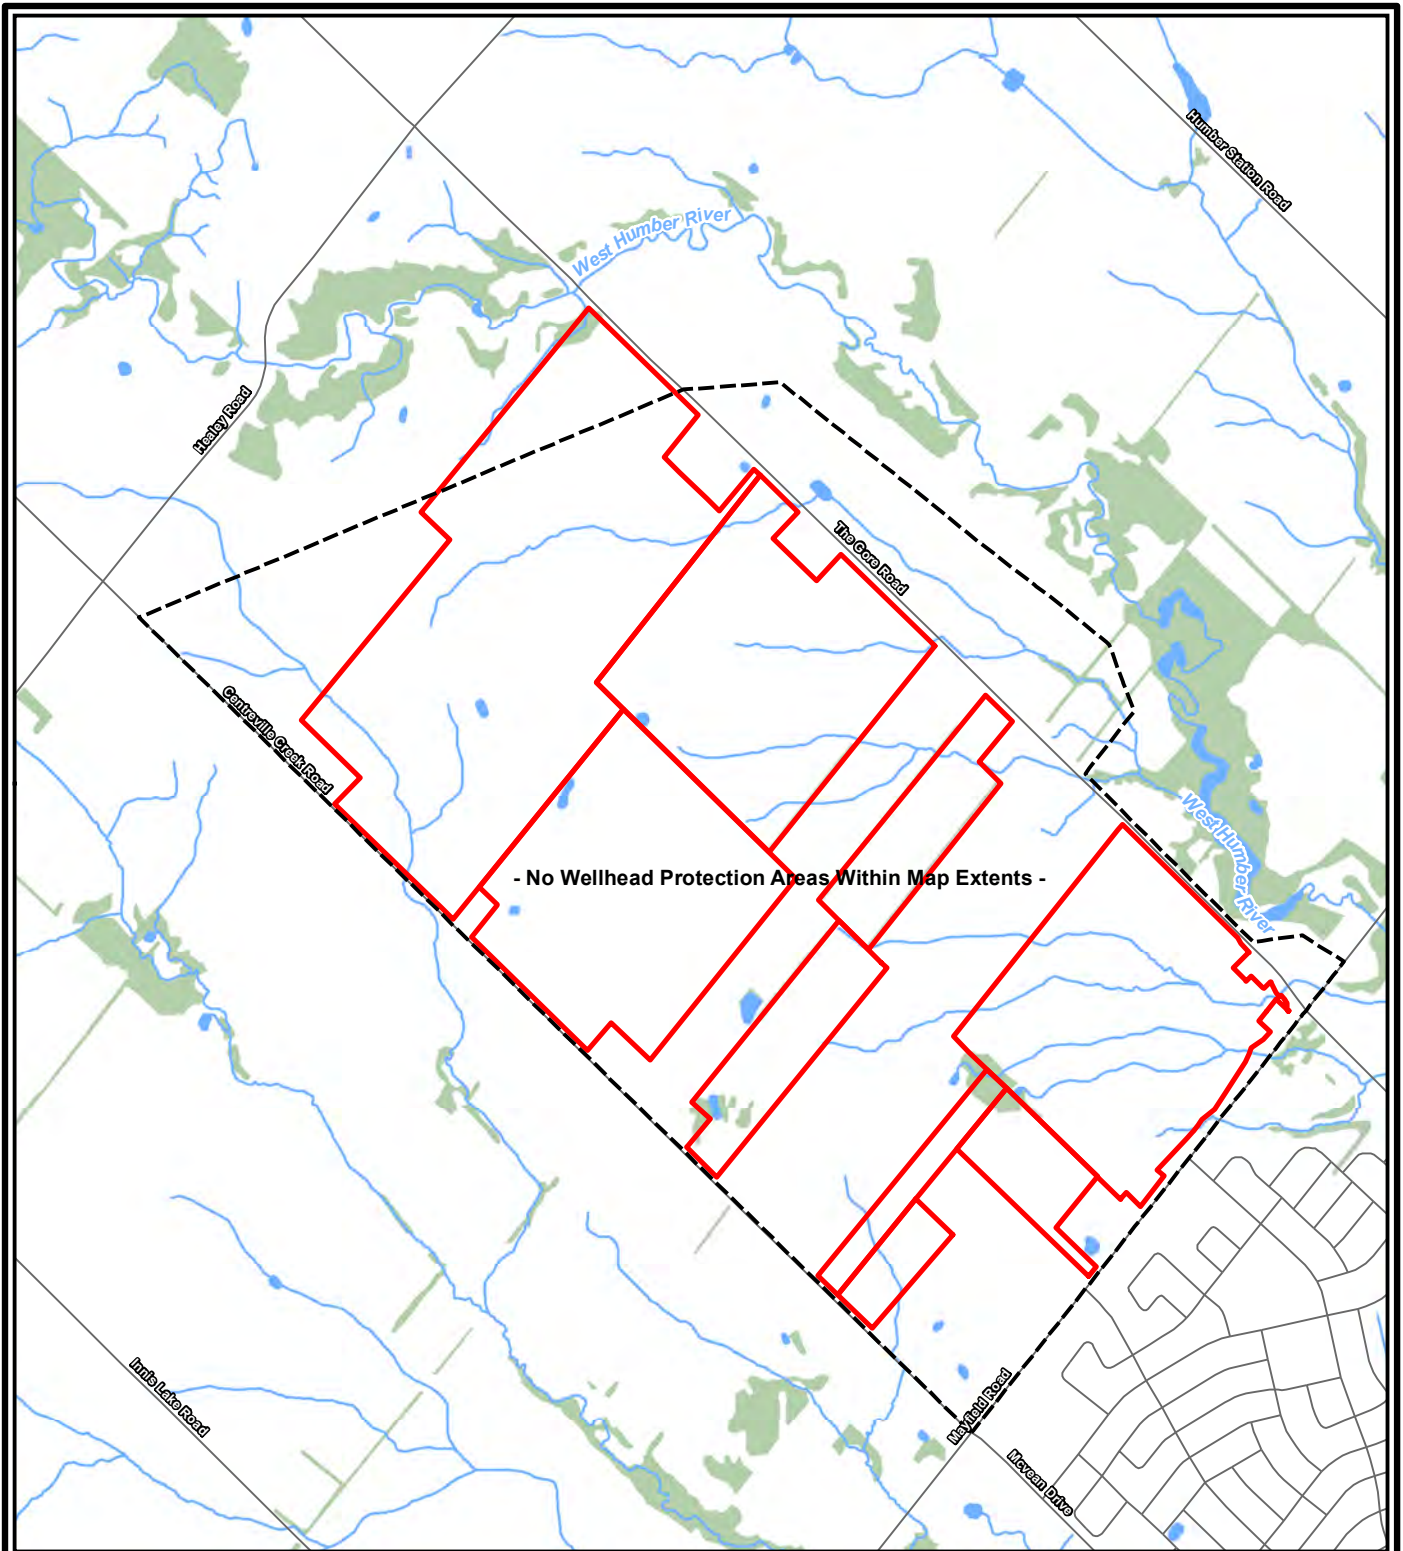 Humber Station Road
West Humber River
Healey Road
The Gore Road
Centreville Creek Road
West Humber River
- No Wellhead Protection Areas Within Map Extents -
Innis Lake Road
Mayfield Road
Mcvean Drive